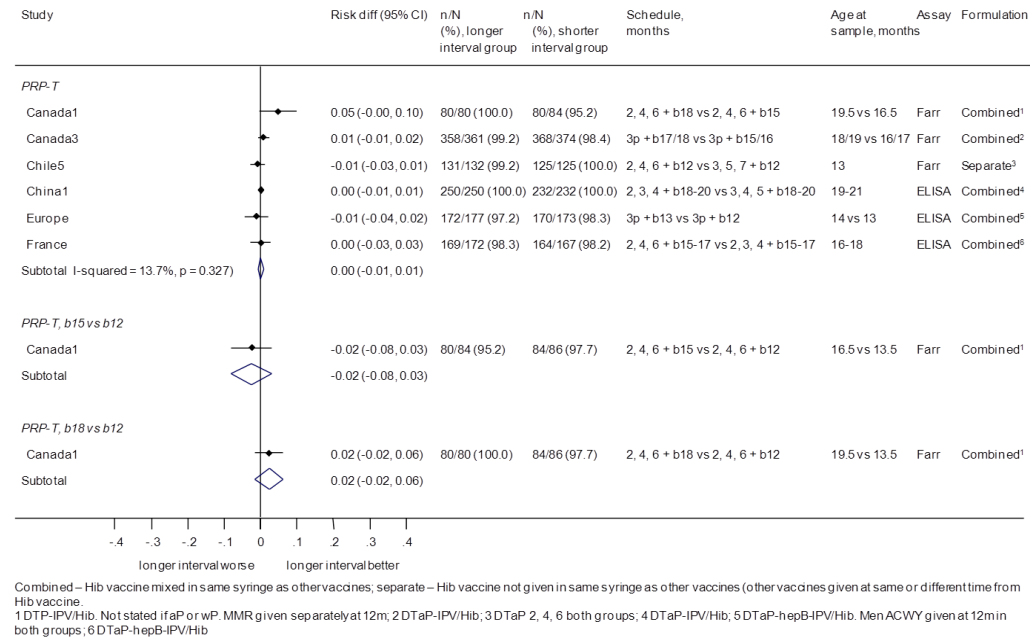 Study Risk diff (95% CI) n/N (%), longer interval group n/N (%), shorter interval group Schedule, months Age at sample, months Assay Formulation
PRP-T
Canada1 0.05 (-0.00, 0.10) 80/80 (100.0) 80/84 (95.2) 2, 4, 6 + b18 vs 2, 4, 6 + b15 19.5 vs 16.5 Farr Combined¹
Canada3 0.01 (-0.01, 0.02) 358/361 (99.2) 368/374 (98.4) 3p + b17/18 vs 3p + b15/16 18/19 vs 16/17 Farr Combined²
Chile5 -0.01 (-0.03, 0.01) 131/132 (99.2) 125/125 (100.0) 2, 4, 6 + b12 vs 3, 5, 7 + b12 13 Farr Separate³
China1 0.00 (-0.01, 0.01) 250/250 (100.0) 232/232 (100.0) 2, 3, 4 + b18-20 vs 3, 4, 5 + b18-20 19-21 ELISA Combined⁴
Europe -0.01 (-0.04, 0.02) 172/177 (97.2) 170/173 (98.3) 3p + b13 vs 3p + b12 14 vs 13 ELISA Combined⁵
France 0.00 (-0.03, 0.03) 169/172 (98.3) 164/167 (98.2) 2, 4, 6 + b15-17 vs 2, 3, 4 + b15-17 16-18 ELISA Combined⁶
Subtotal I-squared = 13.7%, p = 0.327) 0.00 (-0.01, 0.01)
PRP-T, b15 vs b12
Canada1 -0.02 (-0.08, 0.03) 80/84 (95.2) 84/86 (97.7) 2, 4, 6 + b15 vs 2, 4, 6 + b12 16.5 vs 13.5 Farr Combined¹
Subtotal -0.02 (-0.08, 0.03)
PRP-T, b18 vs b12
Canada1 0.02 (-0.02, 0.06) 80/80 (100.0) 84/86 (97.7) 2, 4, 6 + b18 vs 2, 4, 6 + b12 19.5 vs 13.5 Farr Combined¹
Subtotal 0.02 (-0.02, 0.06)
-.4 -.3 -.2 -.1 0 .1 .2 .3 .4
longer interval worse longer interval better
Combined – Hib vaccine mixed in same syringe as other vaccines; separate – Hib vaccine not given in same syringe as other vaccines (other vaccines given at same or different time from
Hib vaccine.
1 DTP-IPV/Hib. Not stated if aP or wP. MMR given separately at 12m; 2 DTaP-IPV/Hib; 3 DTaP 2, 4, 6 both groups; 4 DTaP-IPV/Hib; 5 DTaP-hepB-IPV/Hib. Men ACWY given at 12m in
both groups; 6 DTaP-hepB-IPV/Hib